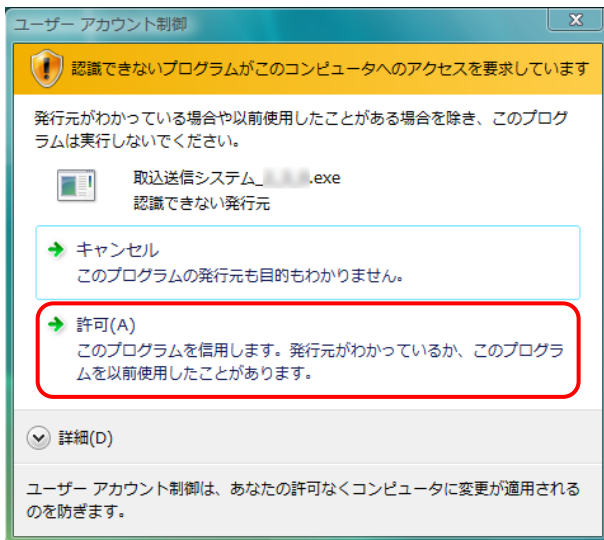 ユーザー アカウント制御
認識できないプログラムがこのコンピュータへのアクセスを要求しています
発行元がわかっている場合や以前使用したことがある場合を除き、このプログ
ラムは実行しないでください。
取込送信システム_ .exe
認識できない発行元
キャンセル
このプログラムの発行元も目的もわかりません。
許可(A)
このプログラムを信用します。発行元がわかっているか、このプログラ
ムを以前使用したことがあります。
詳細(D)
ユーザー アカウント制御は、あなたの許可なくコンピュータに変更が適用される
のを防ぎます。